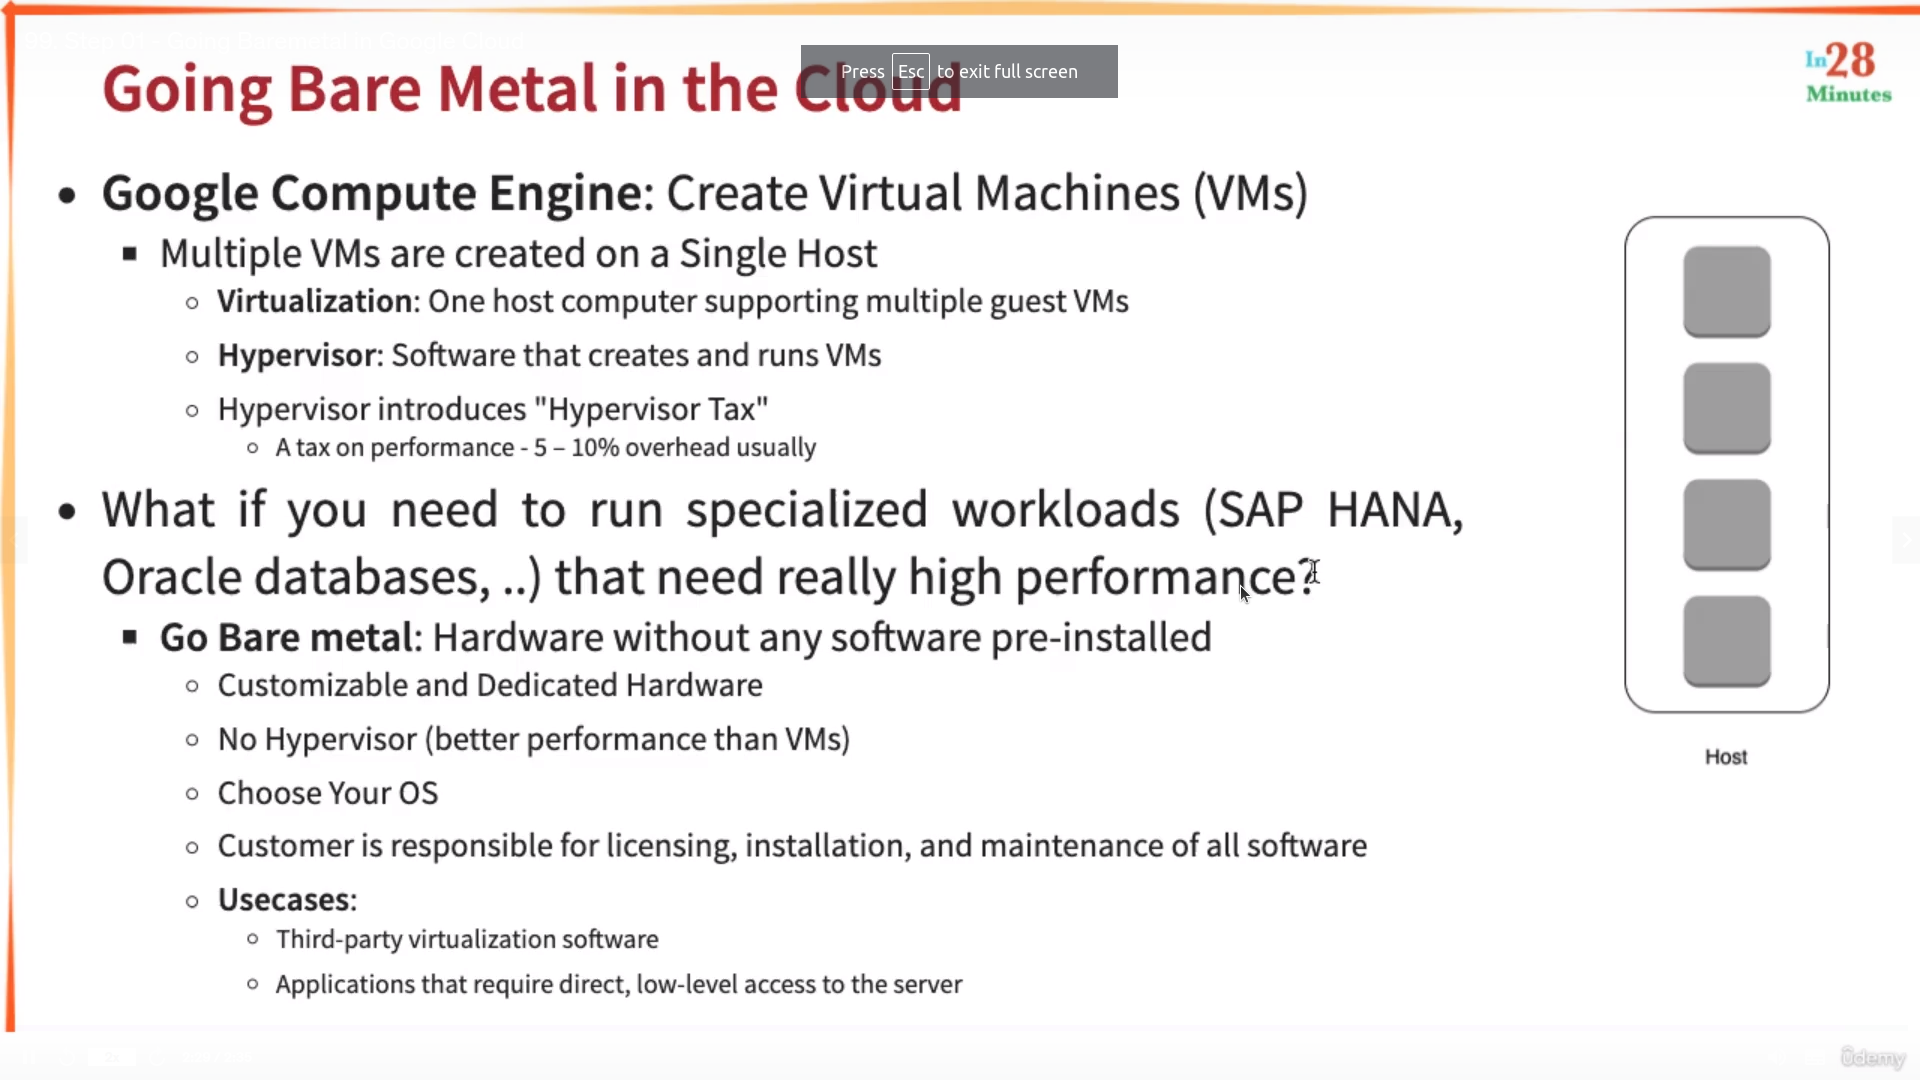 Going Bare Metal in the Cloud
Press Esc to exit full screen
In28
Minutes
• Google Compute Engine: Create Virtual Machines (VMs)
▪ Multiple VMs are created on a Single Host
○ Virtualization: One host computer supporting multiple guest VMs
○ Hypervisor: Software that creates and runs VMs
○ Hypervisor introduces "Hypervisor Tax"
○ A tax on performance - 5 – 10% overhead usually
• What if you need to run specialized workloads (SAP HANA,
Oracle databases, ..) that need really high performance?
▪ Go Bare metal: Hardware without any software pre-installed
○ Customizable and Dedicated Hardware
○ No Hypervisor (better performance than VMs)
○ Choose Your OS
○ Customer is responsible for licensing, installation, and maintenance of all software
○ Usecases:
○ Third-party virtualization software
○ Applications that require direct, low-level access to the server
Host
ûdemy